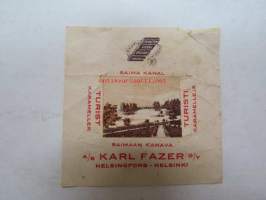 SAIMA KANAL
TURIST
KARAMELLER
TURISTI
KARAMELLEJA
SAIMAAN KANAVA
A/B KARL FAZER O/Y
HELSINGFORS - HELSINKI